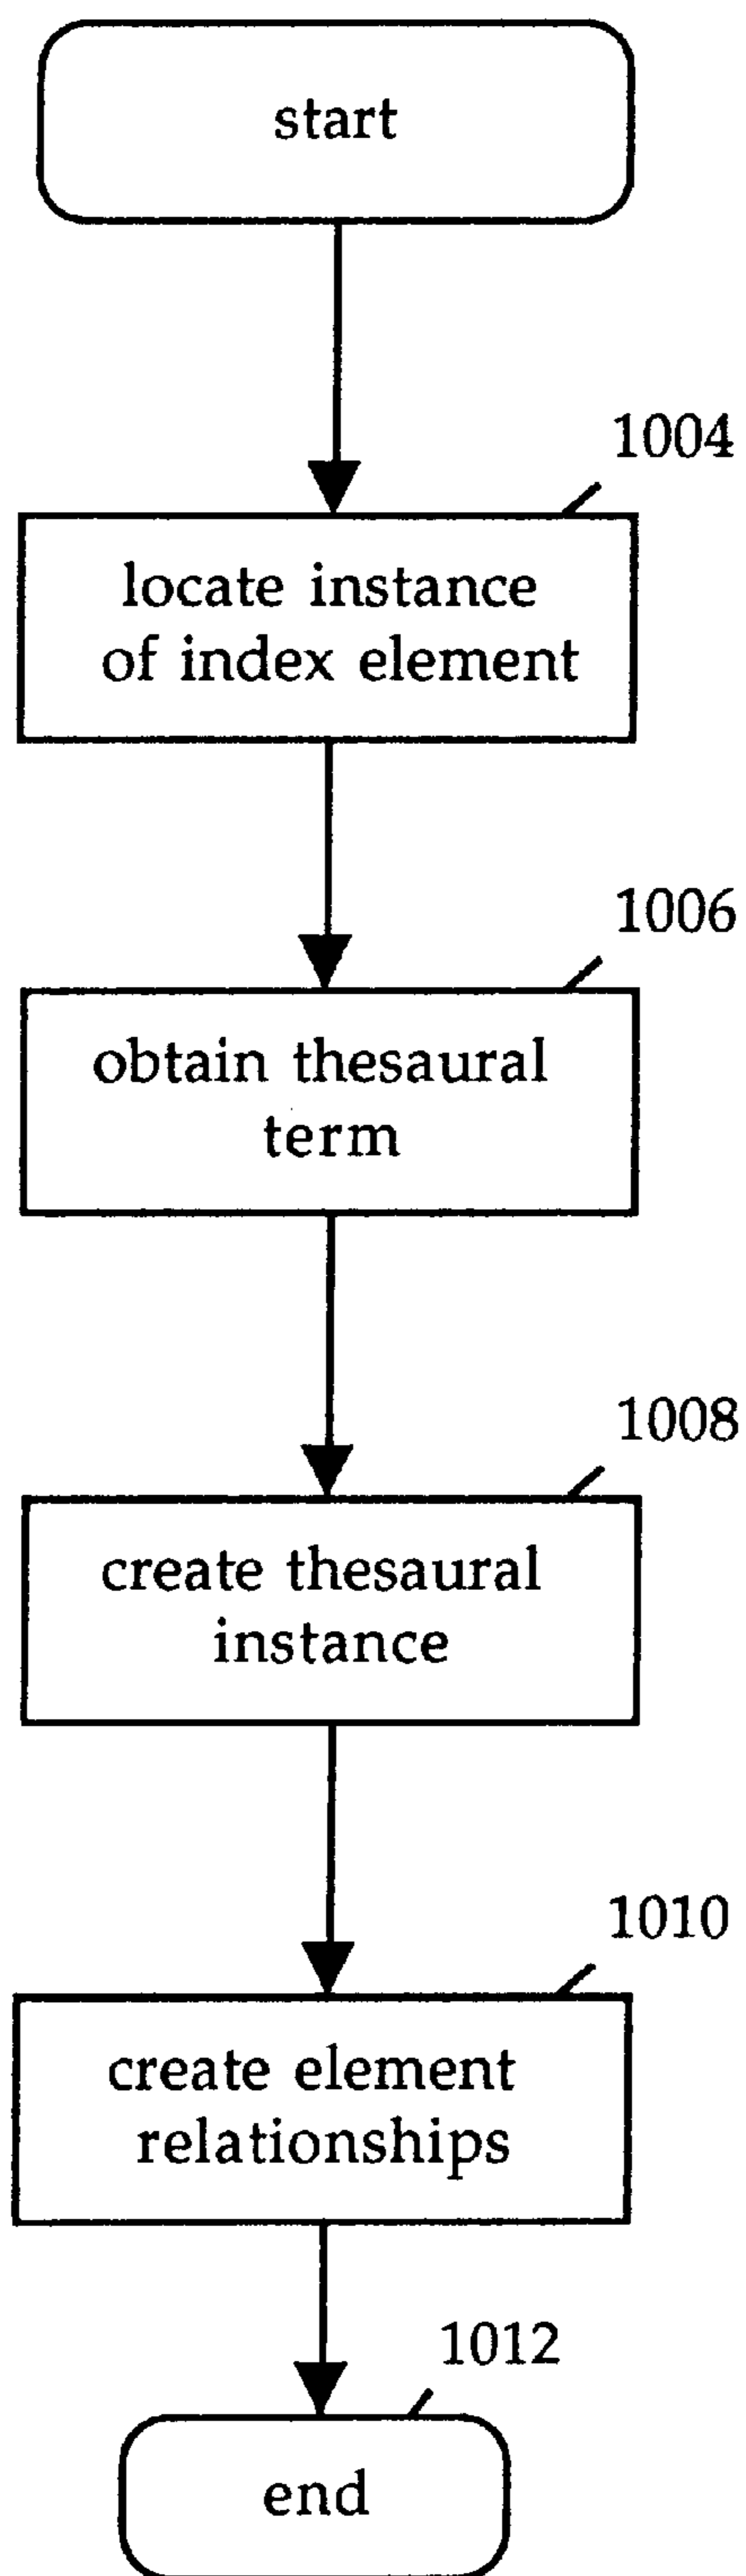 start
1004
locate instance
of index element
1006
obtain thesaural
term
1008
create thesaural
instance
1010
create element
relationships
1012
end